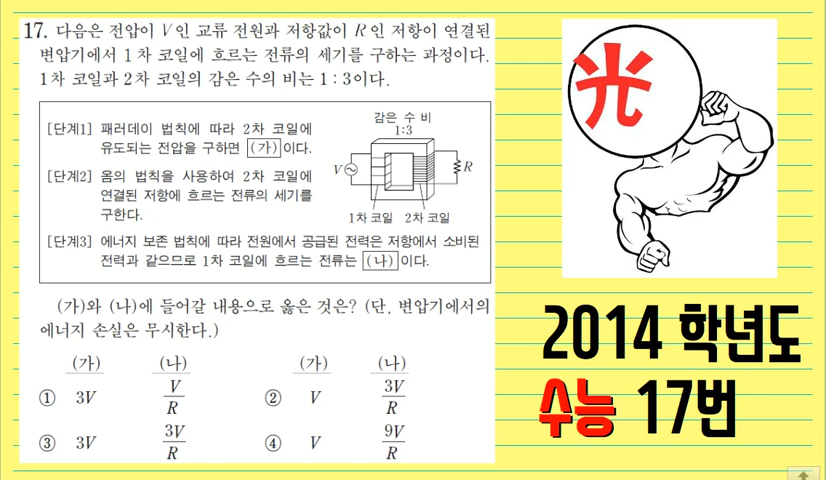 17. 다음은 전압이 V인 교류 전원과 저항값이 R인 저항이 연결된
변압기에서 1차 코일에 흐르는 전류의 세기를 구하는 과정이다.
1차 코일과 2차 코일의 감은 수의 비는 1 : 3이다.
[단계1] 패러데이 법칙에 따라 2차 코일에
유도되는 전압을 구하면 (가)이다.
[단계2] 옴의 법칙을 사용하여 2차 코일에
연결된 저항에 흐르는 전류의 세기를
구한다.
감은 수 비
1:3
V
R
1차 코일 2차 코일
[단계3] 에너지 보존 법칙에 따라 전원에서 공급된 전력은 저항에서 소비된
전력과 같으므로 1차 코일에 흐르는 전류는 (나)이다.
(가)와 (나)에 들어갈 내용으로 옳은 것은? (단, 변압기에서의
에너지 손실은 무시한다.)
(가) (나) (가) (나)
① 3V V/R ② V 3V/R
③ 3V 3V/R ④ V 9V/R
光
2014 학년도
수능 17번